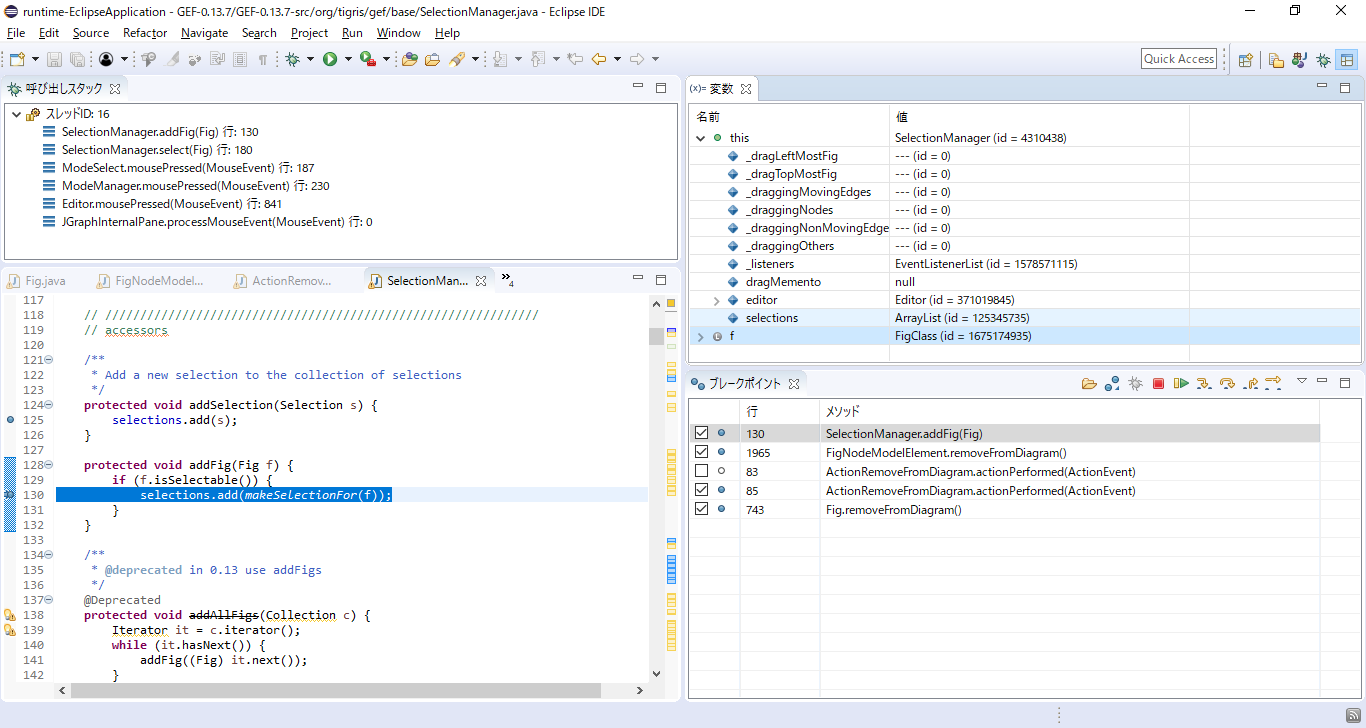 runtime-EclipseApplication - GEF-0.13.7/GEF-0.13.7-src/org/tigris/gef/base/SelectionManager.java - Eclipse IDE
File Edit Source Refactor Navigate Search Project Run Window Help
Quick Access
呼び出しスタック
スレッドID: 16
SelectionManager.addFig(Fig) 行: 130
SelectionManager.select(Fig) 行: 180
ModeSelect.mousePressed(MouseEvent) 行: 187
ModeManager.mousePressed(MouseEvent) 行: 230
Editor.mousePressed(MouseEvent) 行: 841
JGraphInternalPane.processMouseEvent(MouseEvent) 行: 0
Fig.java FigNodeModel... ActionRemov... SelectionMan... »4
117
118 // //////////////////////////////////////////////////////////////
119 // accessors
120
121 /**
122 * Add a new selection to the collection of selections
123 */
124 protected void addSelection(Selection s) {
125 selections.add(s);
126 }
127
128 protected void addFig(Fig f) {
129 if (f.isSelectable()) {
130 selections.add(makeSelectionFor(f));
131 }
132 }
133
134 /**
135 * @deprecated in 0.13 use addFigs
136 */
137 @Deprecated
138 protected void addAllFigs(Collection c) {
139 Iterator it = c.iterator();
140 while (it.hasNext()) {
141 addFig((Fig) it.next());
142 }
(x)= 変数
名前 値
this SelectionManager (id = 4310438)
_dragLeftMostFig --- (id = 0)
_dragTopMostFig --- (id = 0)
_draggingMovingEdges --- (id = 0)
_draggingNodes --- (id = 0)
_draggingNonMovingEdge --- (id = 0)
_draggingOthers --- (id = 0)
_listeners EventListenerList (id = 1578571115)
dragMemento null
editor Editor (id = 371019845)
selections ArrayList (id = 125345735)
f FigClass (id = 1675174935)
ブレークポイント
行 メソッド
130 SelectionManager.addFig(Fig)
1965 FigNodeModelElement.removeFromDiagram()
83 ActionRemoveFromDiagram.actionPerformed(ActionEvent)
85 ActionRemoveFromDiagram.actionPerformed(ActionEvent)
743 Fig.removeFromDiagram()